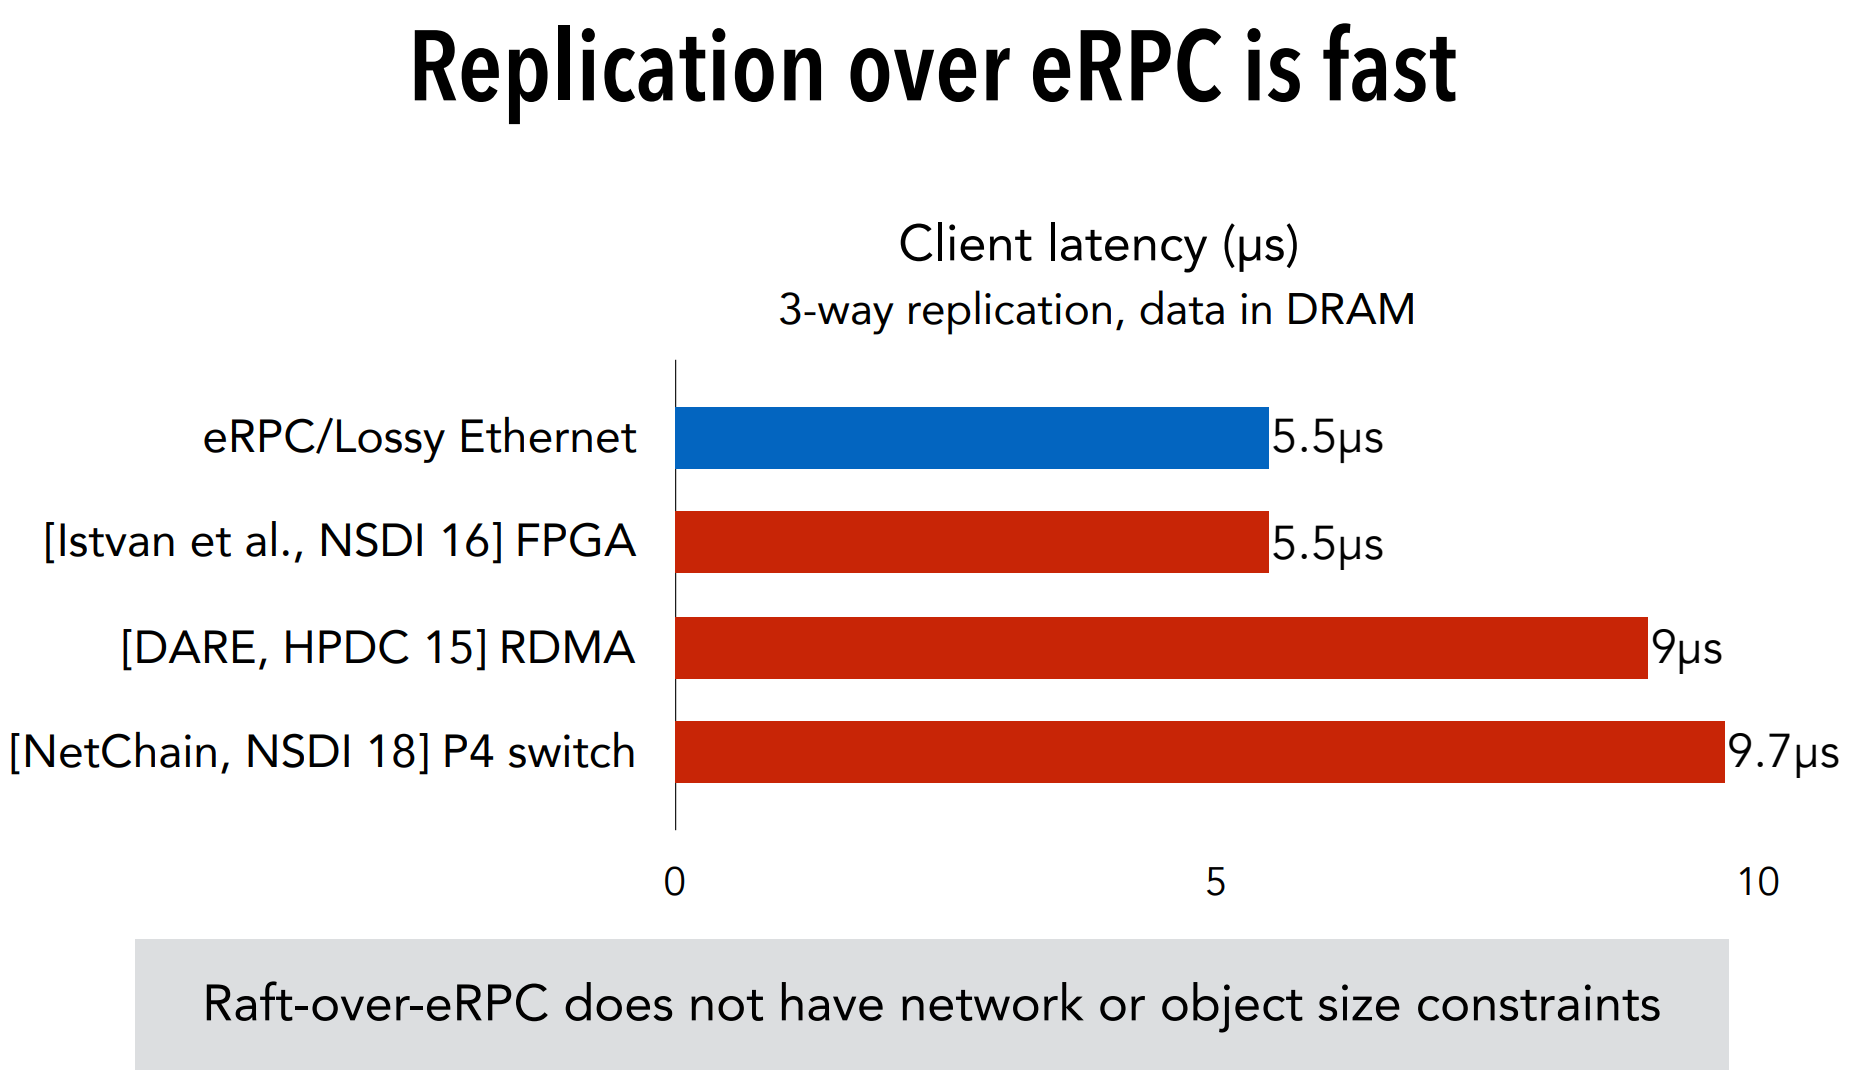 Replication over eRPC is fast
Client latency (µs)
3-way replication, data in DRAM
eRPC/Lossy Ethernet 5.5µs
[Istvan et al., NSDI 16] FPGA 5.5µs
[DARE, HPDC 15] RDMA 9µs
[NetChain, NSDI 18] P4 switch 9.7µs
0 5 10
Raft-over-eRPC does not have network or object size constraints